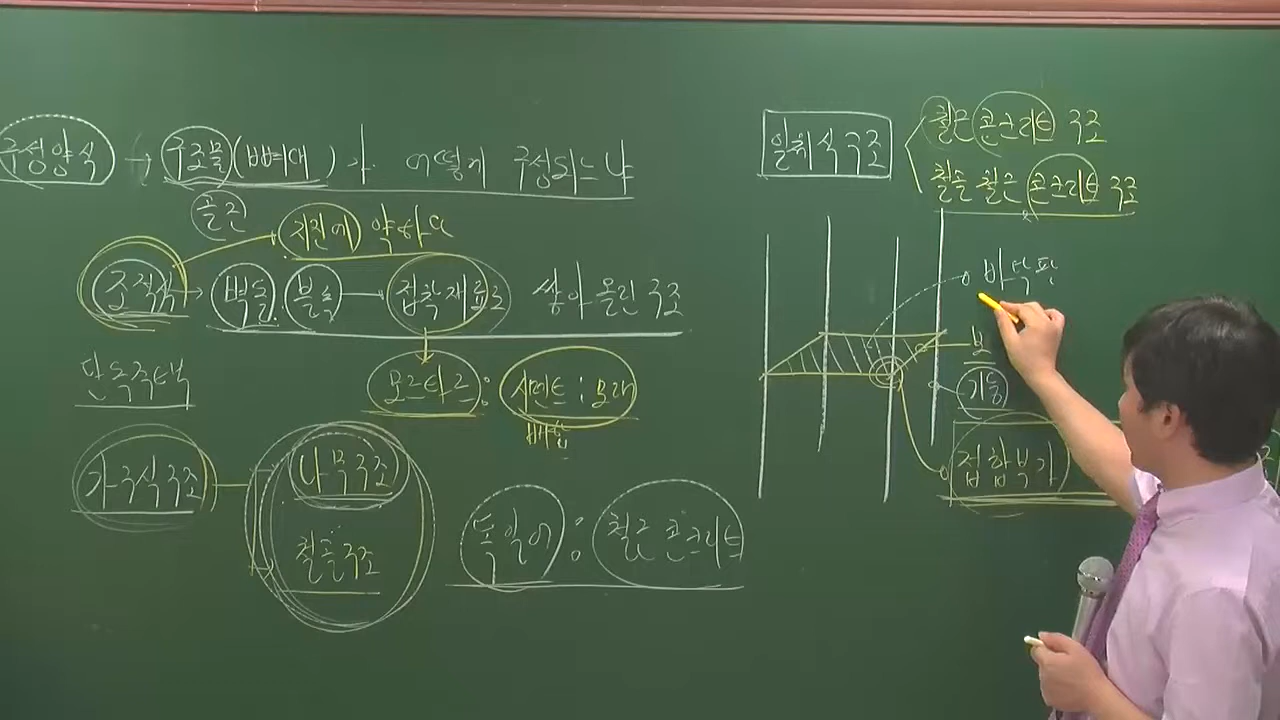 구성양식 → 구조물(뼈대)가 어떻게 구성되느냐
골조
지진에 약하다
조적식 → 벽돌. 블록 접착재료로 쌓아올린 구조
모르타르 : 시멘트 : 모래
배합
단독주택
가구식구조
나무구조
철골구조
독일어 : 철근콘크리트
일체식구조
철근콘크리트 구조
철골 철근 콘크리트 구조
바닥판
보
기둥
접합부가